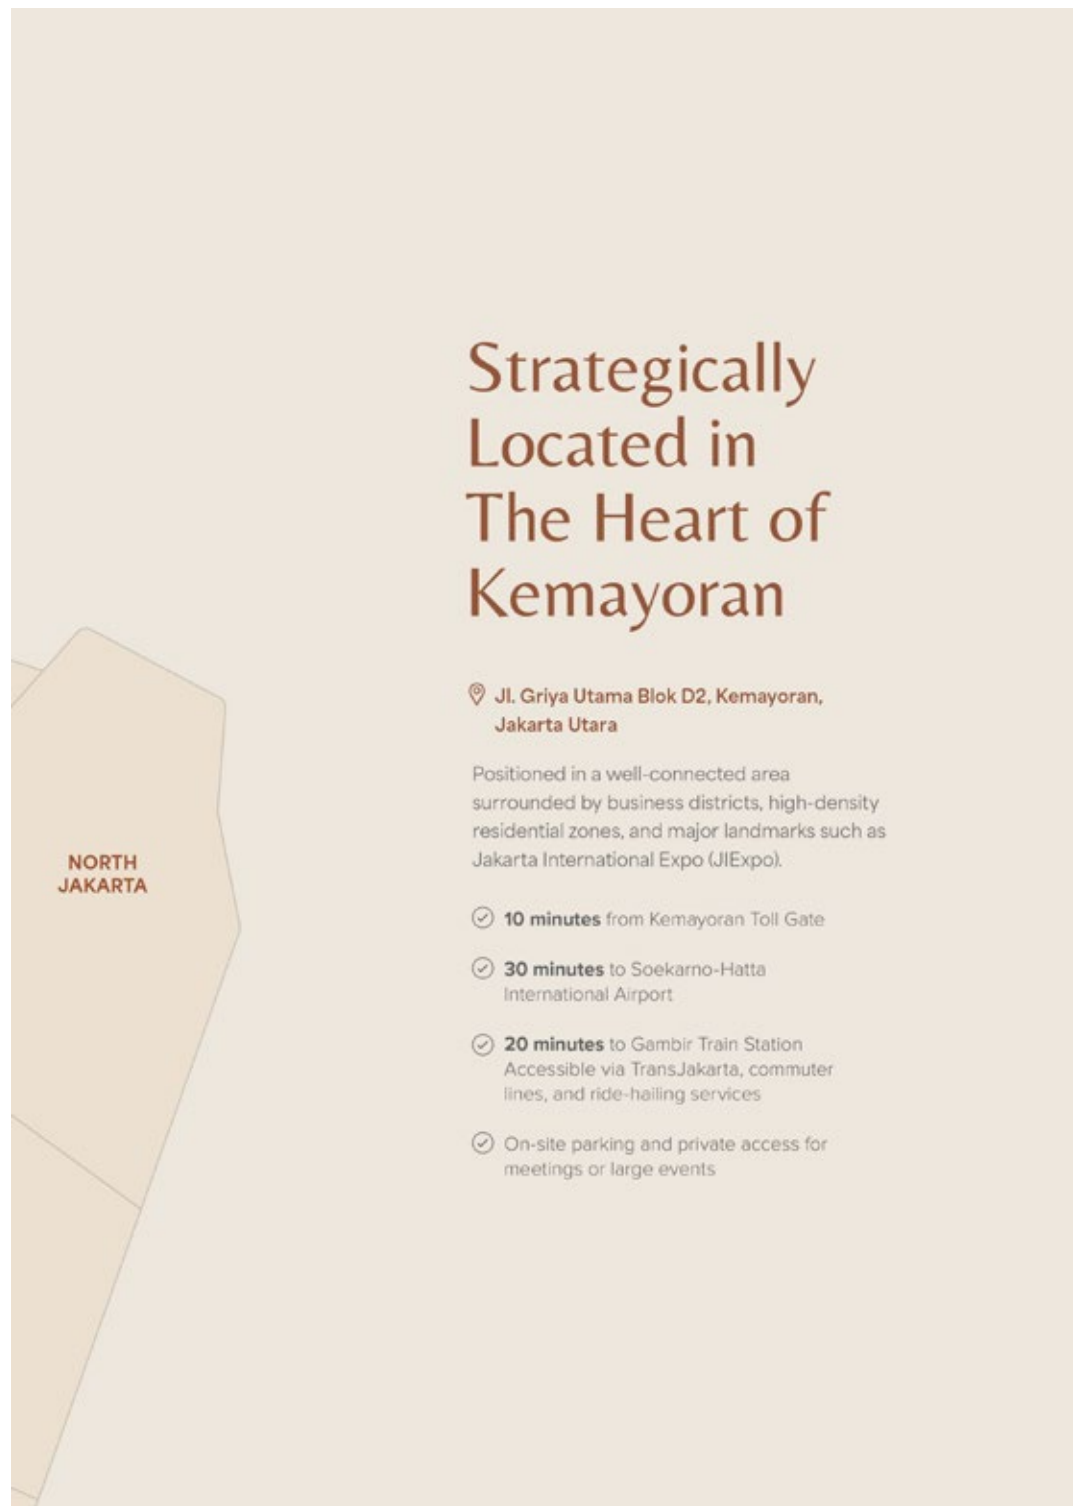 Strategically
Located in
The Heart of
Kemayoran
Jl. Griya Utama Blok D2, Kemayoran,
Jakarta Utara
Positioned in a well-connected area
surrounded by business districts, high-density
residential zones, and major landmarks such as
Jakarta International Expo (JIExpo).
NORTH
JAKARTA
10 minutes from Kemayoran Toll Gate
30 minutes to Soekarno-Hatta
International Airport
20 minutes to Gambir Train Station
Accessible via TransJakarta, commuter
lines, and ride-hailing services
On-site parking and private access for
meetings or large events